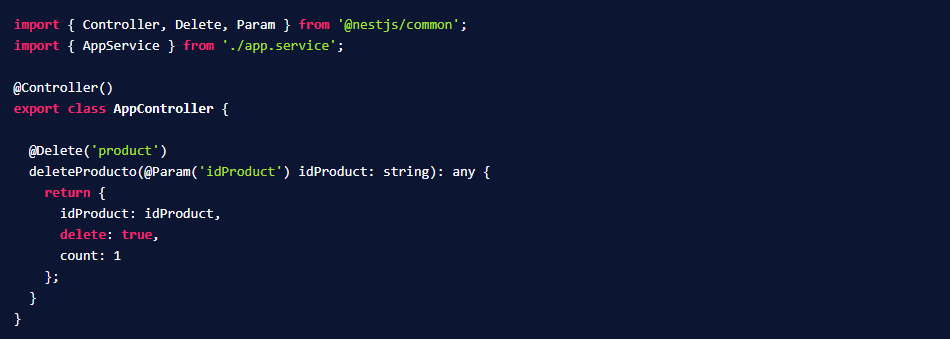 import { Controller, Delete, Param } from '@nestjs/common';
import { AppService } from './app.service';

@Controller()
export class AppController {

  @Delete('product')
  deleteProducto(@Param('idProduct') idProduct: string): any {
    return {
      idProduct: idProduct,
      delete: true,
      count: 1
    };
  }
}